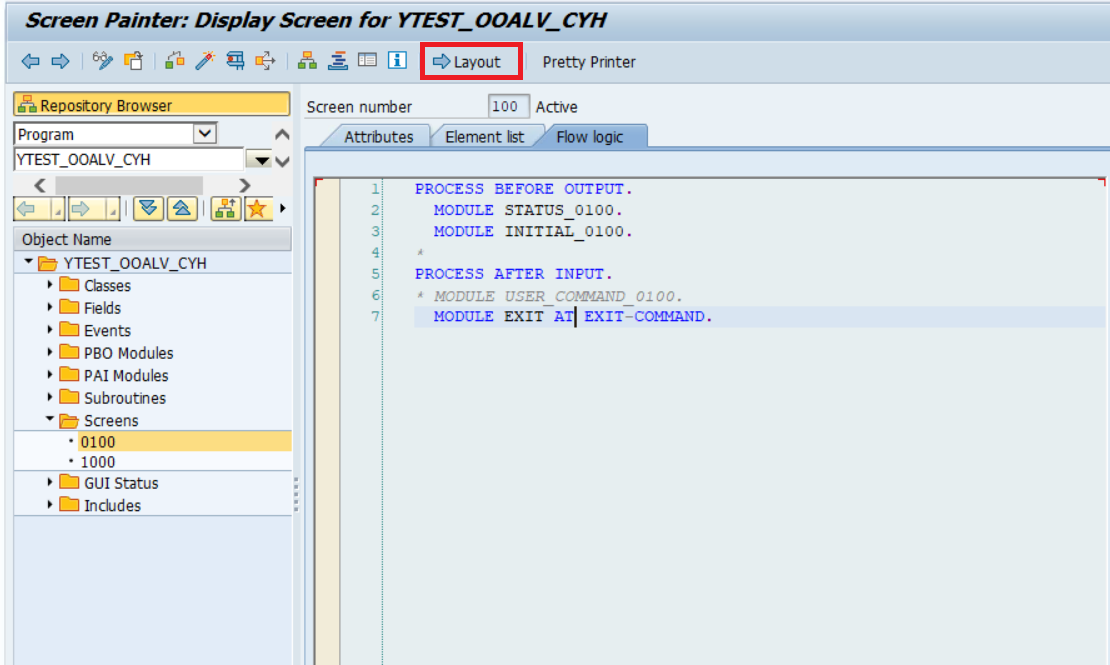 Screen Painter: Display Screen for YTEST_OOALV_CYH
Layout Pretty Printer
Repository Browser
Program
YTEST_OOALV_CYH
Object Name
YTEST_OOALV_CYH
Classes
Fields
Events
PBO Modules
PAI Modules
Subroutines
Screens
0100
1000
GUI Status
Includes
Screen number 100 Active
Attributes Element list Flow logic
1 PROCESS BEFORE OUTPUT.
2 MODULE STATUS_0100.
3 MODULE INITIAL_0100.
4 *
5 PROCESS AFTER INPUT.
6 * MODULE USER_COMMAND_0100.
7 MODULE EXIT AT EXIT-COMMAND.